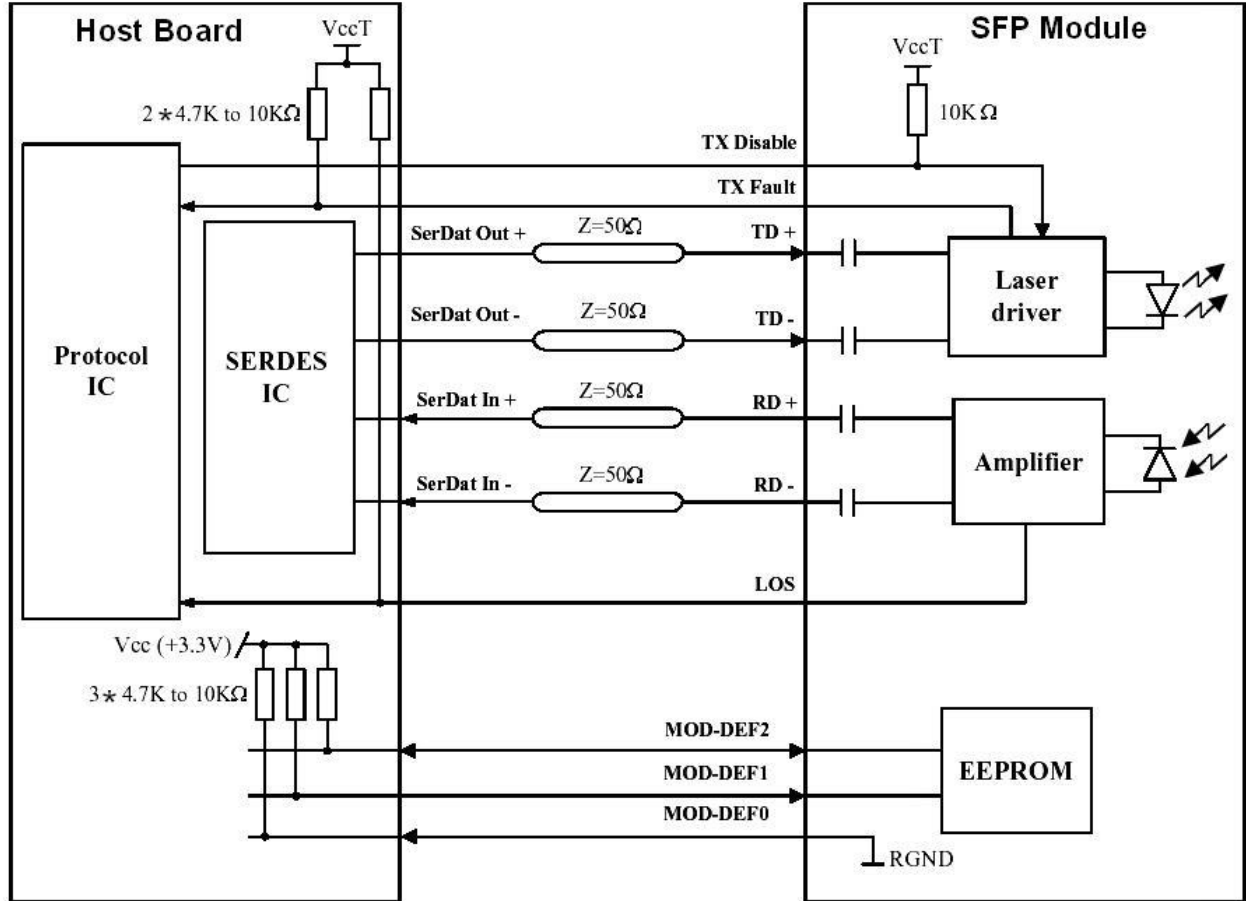 Host Board
SFP Module
VccT
VccT
2*4.7K to 10KΩ
10KΩ
TX Disable
TX Fault
SerDat Out +
Z=50Ω
TD +
Laser
driver
SerDat Out -
Z=50Ω
TD -
Protocol
IC
SERDES
IC
SerDat In +
Z=50Ω
RD +
Amplifier
SerDat In -
Z=50Ω
RD -
LOS
Vcc (+3.3V)
3* 4.7K to 10KΩ
MOD-DEF2
MOD-DEF1
MOD-DEF0
EEPROM
RGND